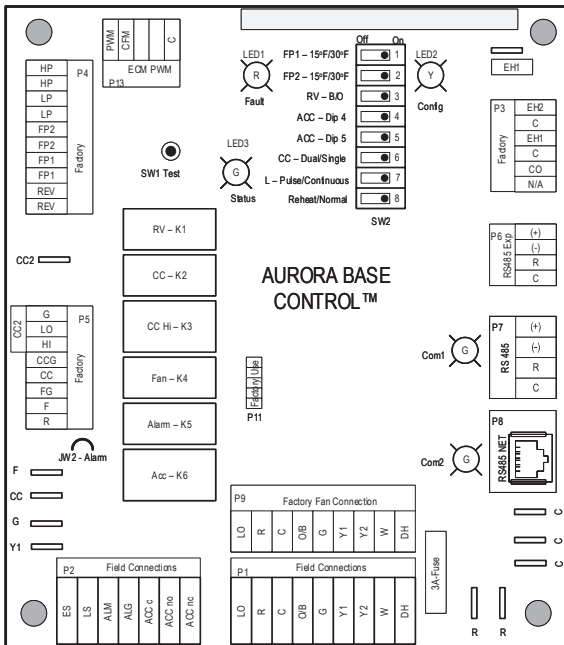 PWM
CFM
C
ECM PWM
P13
HP
HP
LP
LP
FP2
FP2
FP1
FP1
REV
REV
P4
Factory
SW1 Test
LED1
R
Fault
LED3
G
Status
Off On
FP1 – 15ºF/30ºF 1
FP2 – 15ºF/30ºF 2
RV – B/O 3
ACC – Dip 4 4
ACC – Dip 5 5
CC – Dual/Single 6
L – Pulse/Continuous 7
Reheat/Normal 8
SW2
LED2
Y
Config
EH1
P3
Factory
EH2
C
EH1
C
CO
N/A
P6
RS485 Exp
(+)
(-)
R
C
CC2
RV – K1
CC – K2
CC Hi – K3
Fan – K4
Alarm – K5
Acc – K6
AURORA BASE
CONTROL™
CC2
G
LO
HI
CCG
CC
FG
F
R
P5
Factory
JW2 - Alarm
Factory Use
P11
Com1
G
P7
RS 485
(+)
(-)
R
C
Com2
G
P8
RS485 NET
F
CC
G
Y1
P9
Factory Fan Connection
LO
R
C
O/B
G
Y1
Y2
W
DH
P2
Field Connections
ES
LS
ALM
ALG
ACC c
ACC no
ACC nc
P1
Field Connections
LO
R
C
O/B
G
Y1
Y2
W
DH
3A-Fuse
C
C
C
R
R